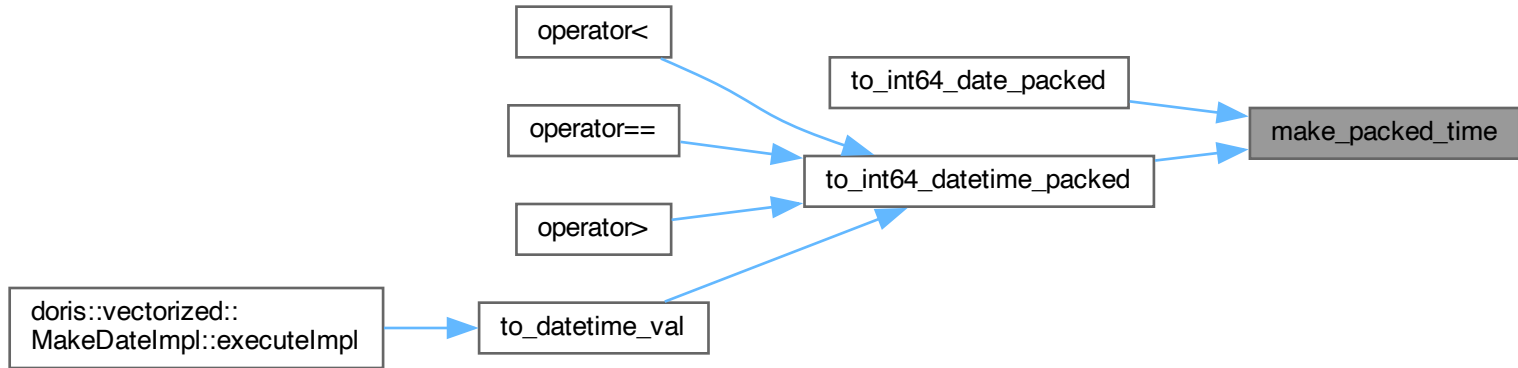 operator<
to_int64_date_packed
make_packed_time
operator==
to_int64_datetime_packed
operator>
doris::vectorized::
MakeDateImpl::executeImpl
to_datetime_val